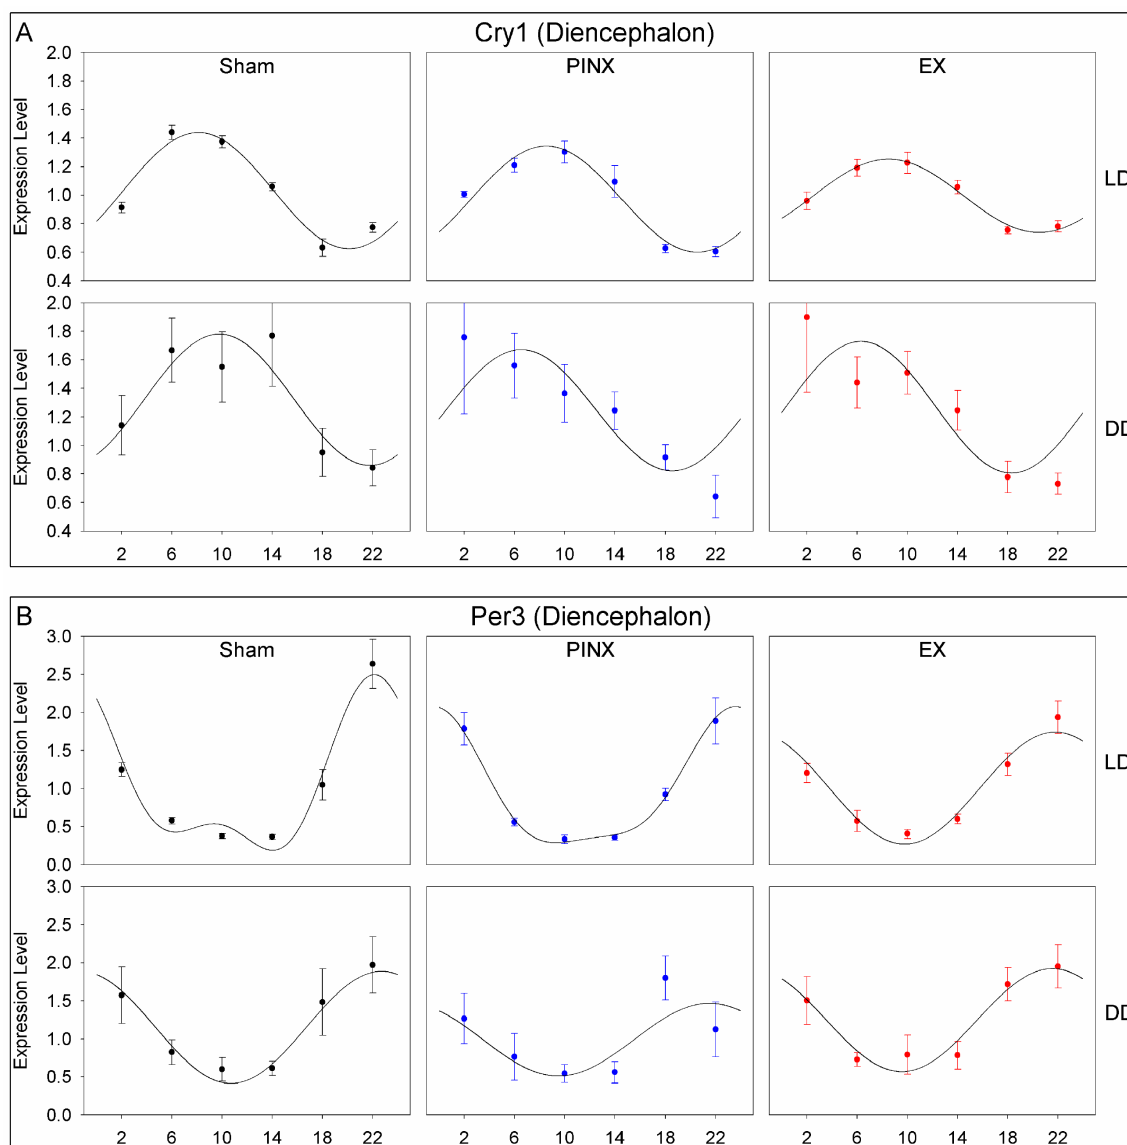 A
Cry1 (Diencephalon)
Sham PINX EX
Expression Level
2.0
1.8
1.6
1.4
1.2
1.0
0.8
0.6
0.4
LD
Expression Level
2.0
1.8
1.6
1.4
1.2
1.0
0.8
0.6
0.4
DD
2 6 10 14 18 22 2 6 10 14 18 22 2 6 10 14 18 22
B
Per3 (Diencephalon)
Sham PINX EX
Expression Level
3.0
2.5
2.0
1.5
1.0
0.5
0.0
LD
Expression Level
3.0
2.5
2.0
1.5
1.0
0.5
0.0
DD
2 6 10 14 18 22 2 6 10 14 18 22 2 6 10 14 18 22